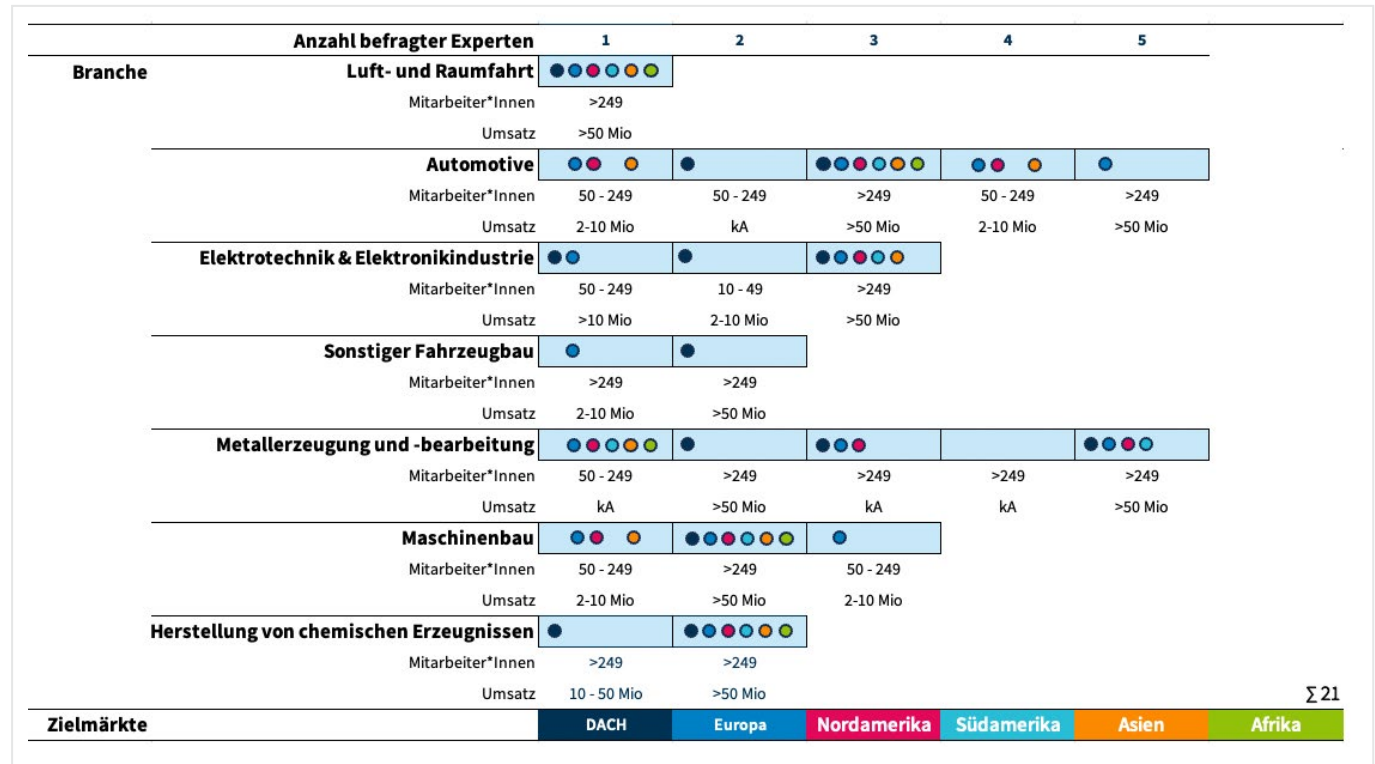 Anzahl befragter Experten 1 2 3 4 5
Branche Luft- und Raumfahrt
Mitarbeiter*Innen >249
Umsatz >50 Mio
Automotive
Mitarbeiter*Innen 50 - 249 50 - 249 >249 50 - 249 >249
Umsatz 2-10 Mio kA >50 Mio 2-10 Mio >50 Mio
Elektrotechnik & Elektronikindustrie
Mitarbeiter*Innen 50 - 249 10 - 49 >249
Umsatz >10 Mio 2-10 Mio >50 Mio
Sonstiger Fahrzeugbau
Mitarbeiter*Innen >249 >249
Umsatz 2-10 Mio >50 Mio
Metallerzeugung und -bearbeitung
Mitarbeiter*Innen 50 - 249 >249 >249 >249 >249
Umsatz kA >50 Mio kA kA >50 Mio
Maschinenbau
Mitarbeiter*Innen 50 - 249 >249 50 - 249
Umsatz 2-10 Mio >50 Mio 2-10 Mio
Herstellung von chemischen Erzeugnissen
Mitarbeiter*Innen >249 >249
Umsatz 10 - 50 Mio >50 Mio ∑ 21
Zielmärkte DACH Europa Nordamerika Südamerika Asien Afrika